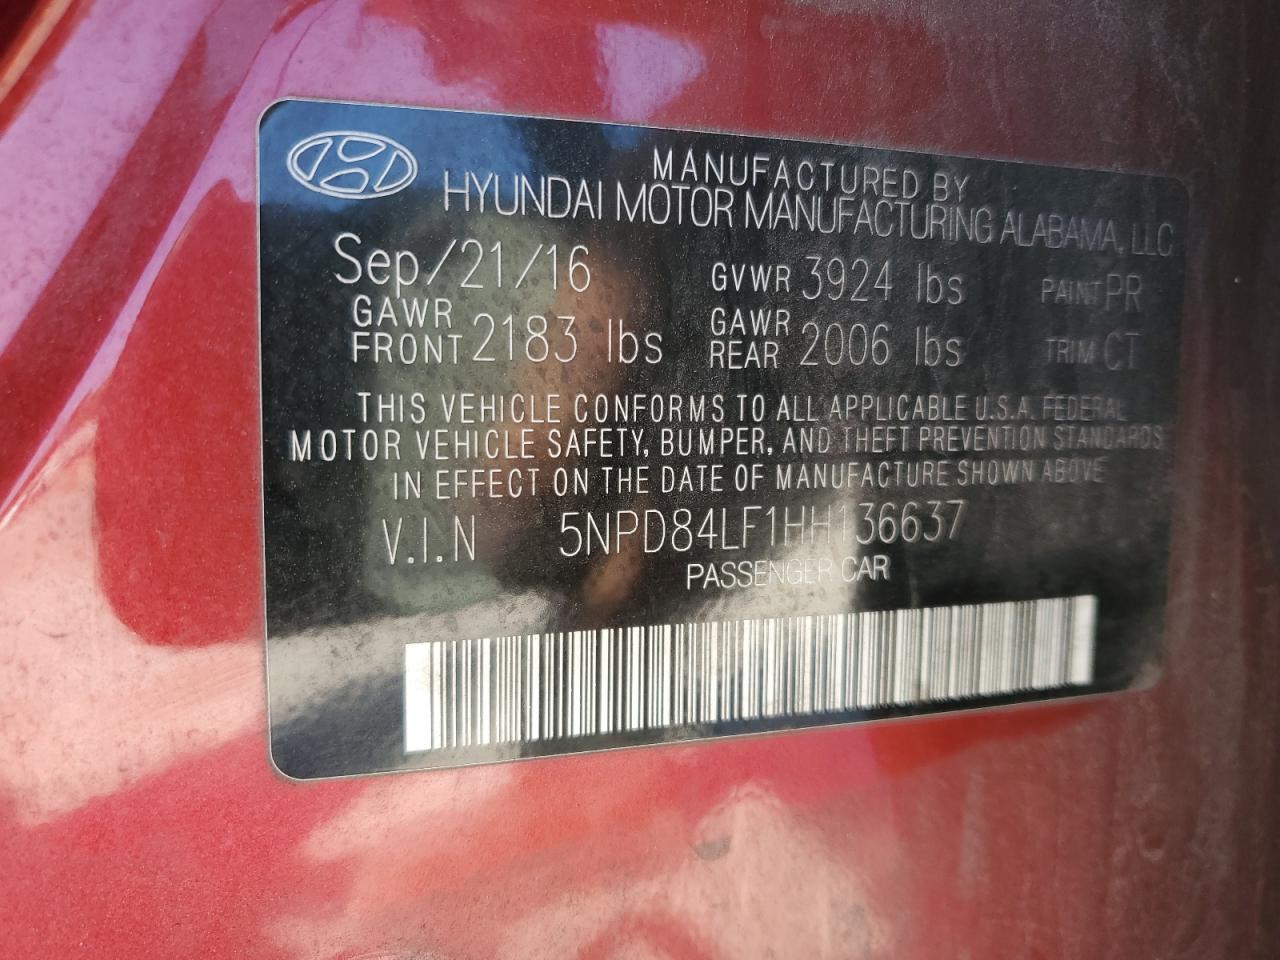 MANUFACTURED BY
HYUNDAI MOTOR MANUFACTURING ALABAMA, LLC
Sep/21/16 GVWR 3924 lbs PAINT PR
GAWR FRONT 2183 lbs GAWR REAR 2006 lbs TRIM CT
THIS VEHICLE CONFORMS TO ALL APPLICABLE U.S.A. FEDERAL
MOTOR VEHICLE SAFETY, BUMPER, AND THEFT PREVENTION STANDARDS
IN EFFECT ON THE DATE OF MANUFACTURE SHOWN ABOVE
V.I.N 5NPD84LF1HH136637
PASSENGER CAR